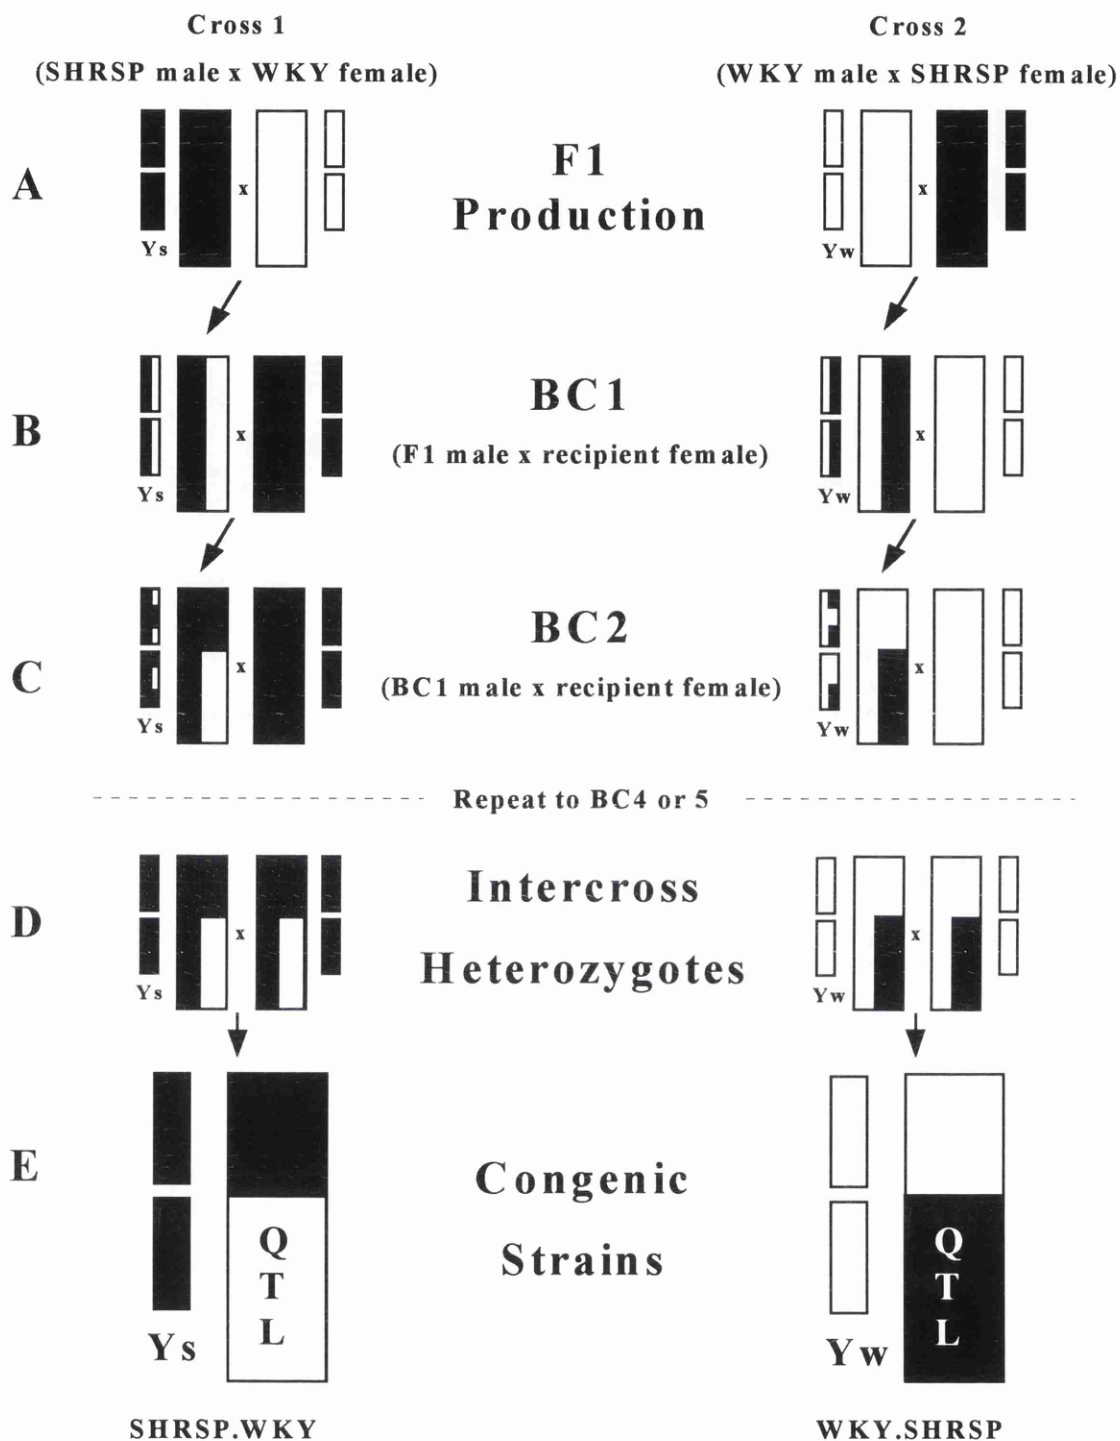 Cross 1
(SHRSP male x WKY female)
Cross 2
(WKY male x SHRSP female)
A
x
Ys
F1
Production
x
Yw
B
x
Ys
BC1
(F1 male x recipient female)
x
Yw
C
x
Ys
BC2
(BC1 male x recipient female)
x
Yw
Repeat to BC4 or 5
D
x
Ys
Intercross
Heterozygotes
x
Yw
E
Q
T
L
Ys
SHRSP.WKY
Congenic
Strains
Q
T
L
Yw
WKY.SHRSP